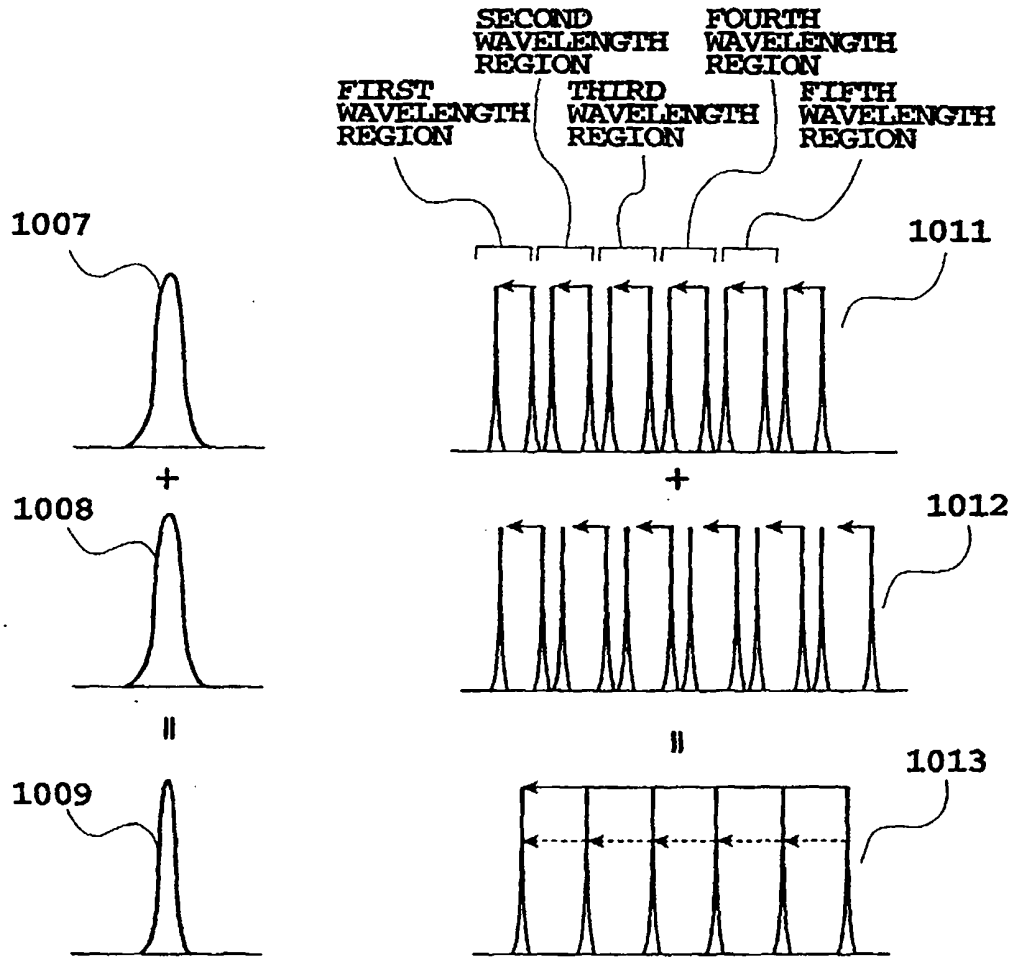 SECOND
WAVELENGTH
REGION
FOURTH
WAVELENGTH
REGION
FIRST
WAVELENGTH
REGION
THIRD
WAVELENGTH
REGION
FIFTH
WAVELENGTH
REGION
1007
1011
+
+
1008
1012
=
=
1009
1013